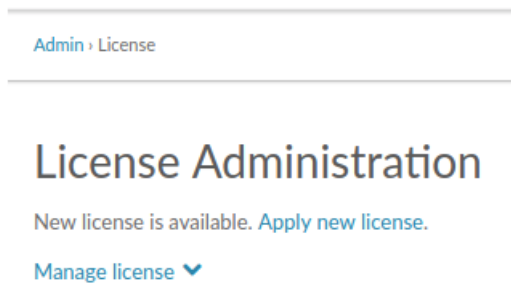 Admin › License
License Administration
New license is available. Apply new license.
Manage license